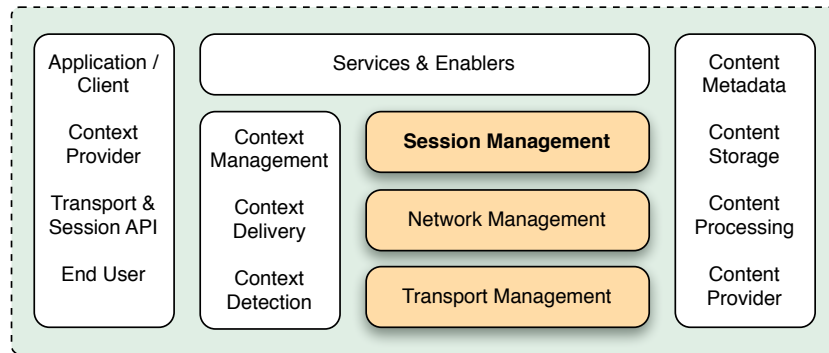 Application /
Client
Context
Provider
Transport &
Session API
End User
Services & Enablers
Context
Management
Context
Delivery
Context
Detection
Session Management
Network Management
Transport Management
Content
Metadata
Content
Storage
Content
Processing
Content
Provider